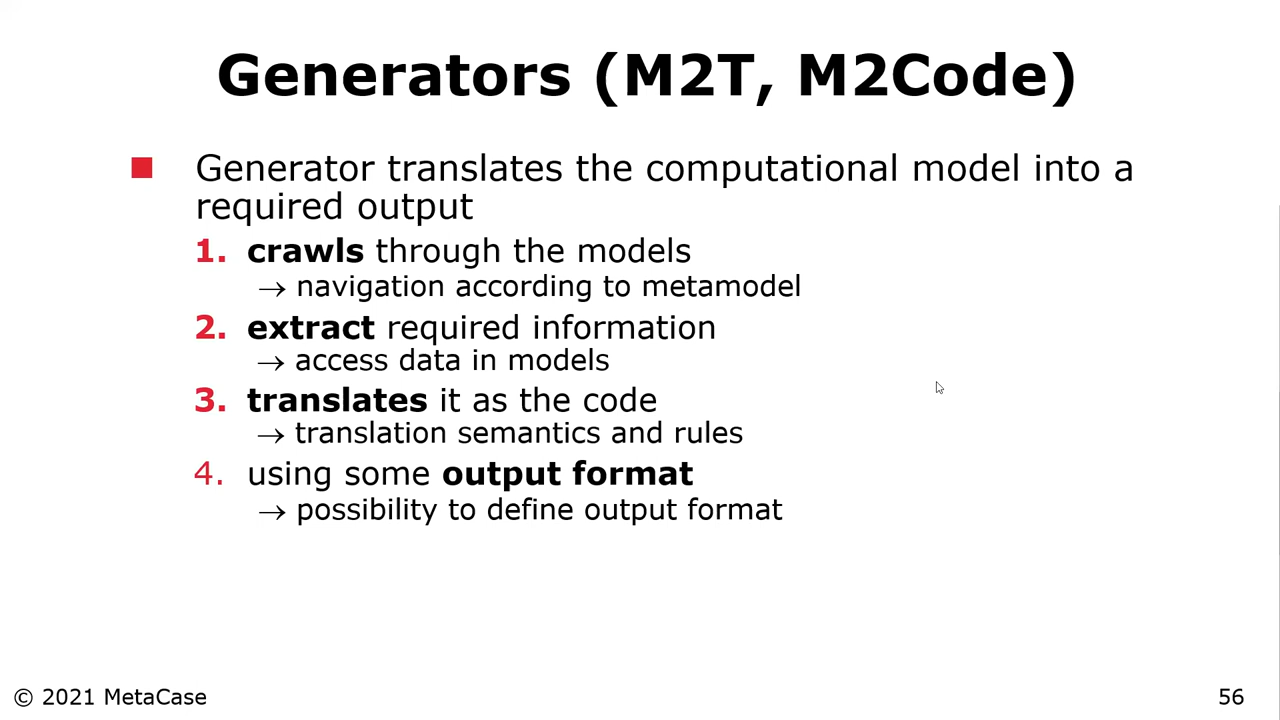 Generators (M2T, M2Code)
Generator translates the computational model into a
required output
1. crawls through the models
→ navigation according to metamodel
2. extract required information
→ access data in models
3. translates it as the code
→ translation semantics and rules
4. using some output format
→ possibility to define output format
© 2021 MetaCase
56